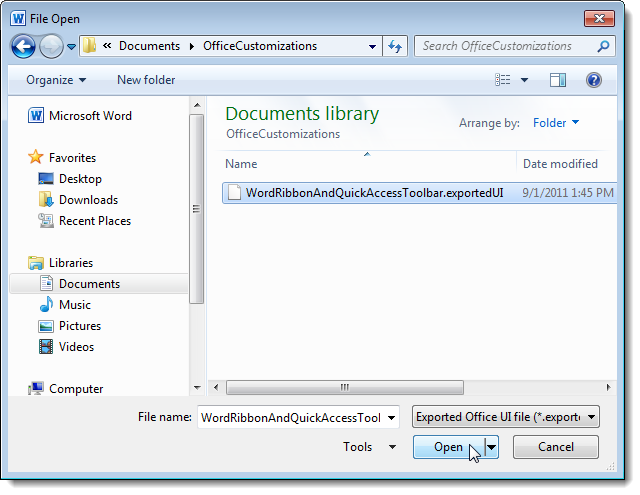 File Open
« Documents OfficeCustomizations Search OfficeCustomizations
Organize New folder
Microsoft Word
Favorites
Desktop
Downloads
Recent Places
Libraries
Documents
Music
Pictures
Videos
Computer
Documents library
OfficeCustomizations
Arrange by: Folder
Name Date modified
WordRibbonAndQuickAccessToolbar.exportedUI 9/1/2011 1:45 PM
File name: WordRibbonAndQuickAccessTool Exported Office UI file (*.exporte
Tools Open Cancel